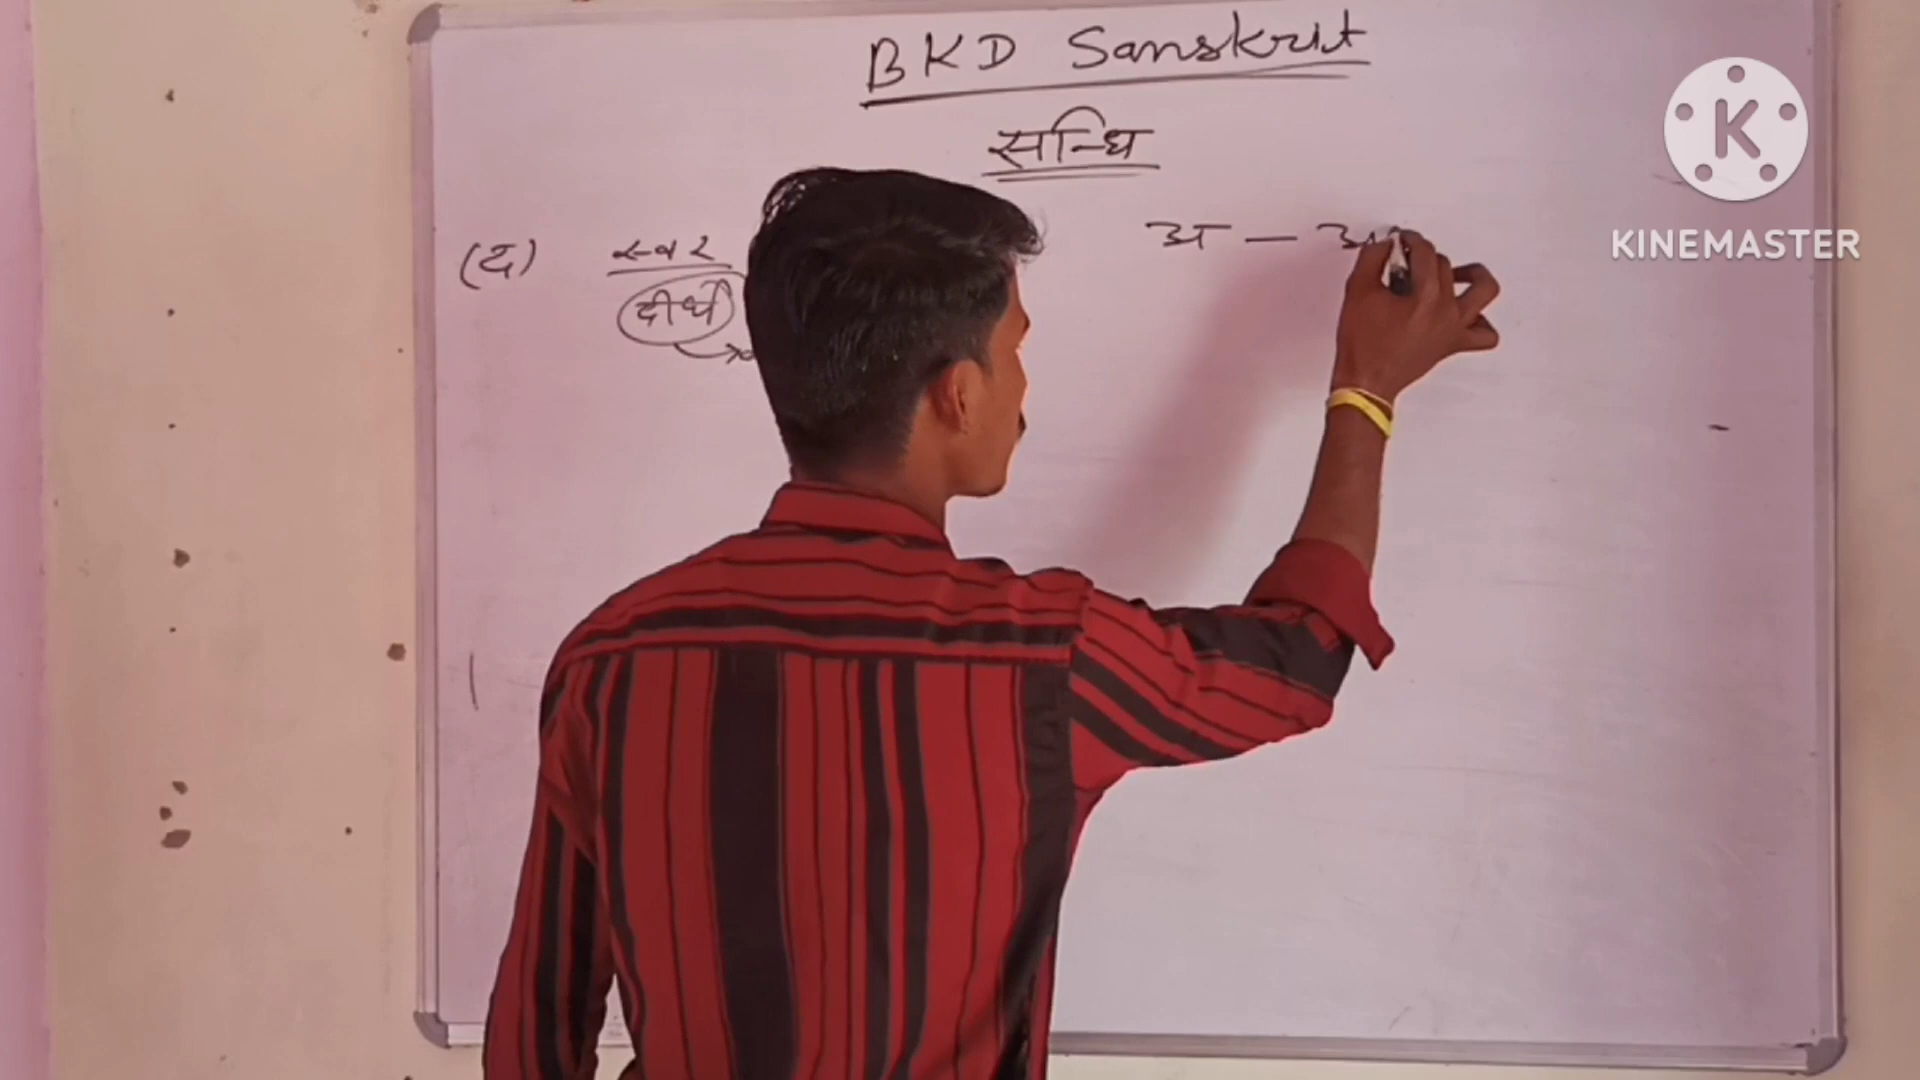 BKD Sanskrit
सन्धि
(द) स्वर अ — अ
दीर्घ
K
KINEMASTER